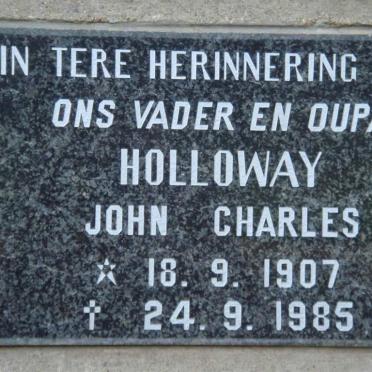 IN TERE HERINNERING
ONS VADER EN OUPA
HOLLOWAY
JOHN CHARLES
☆ 18. 9. 1907
† 24. 9. 1985